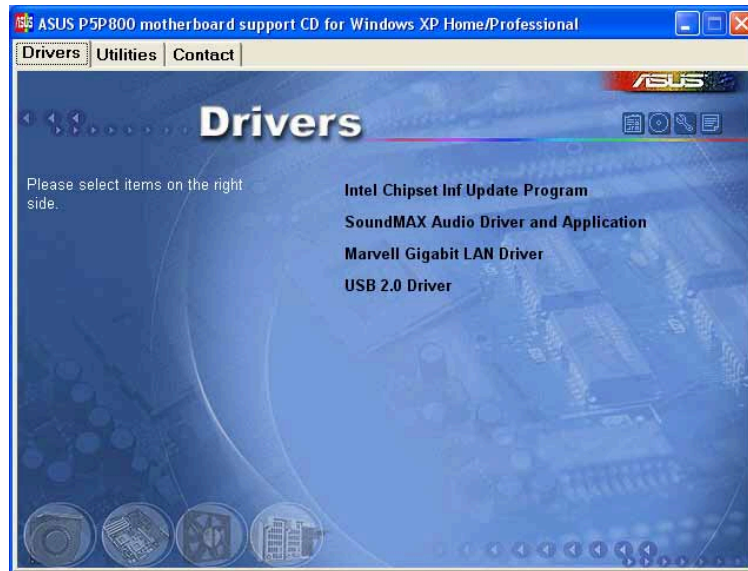 ASUS P5P800 motherboard support CD for Windows XP Home/Professional
Drivers Utilities Contact
ASUS
Drivers
Please select items on the right
side.
Intel Chipset Inf Update Program
SoundMAX Audio Driver and Application
Marvell Gigabit LAN Driver
USB 2.0 Driver